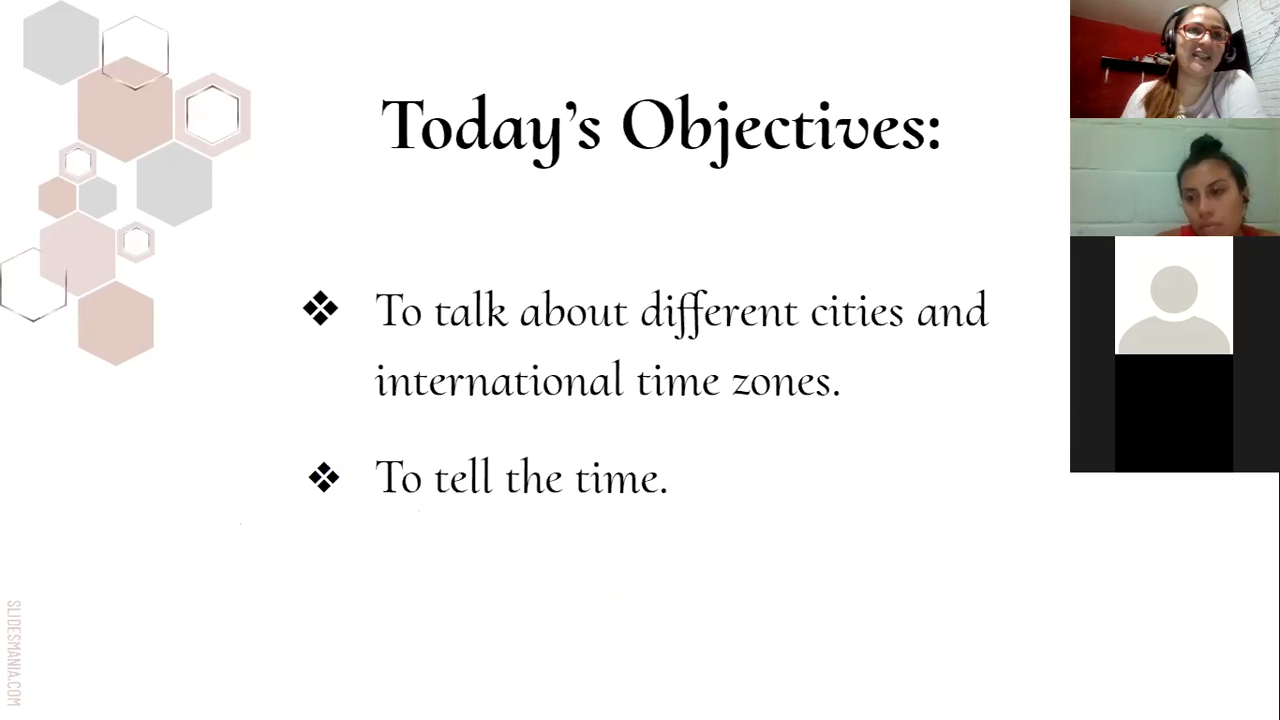 Today's Objectives:
❖ To talk about different cities and
international time zones.
❖ To tell the time.
SLIDESMANIA.COM